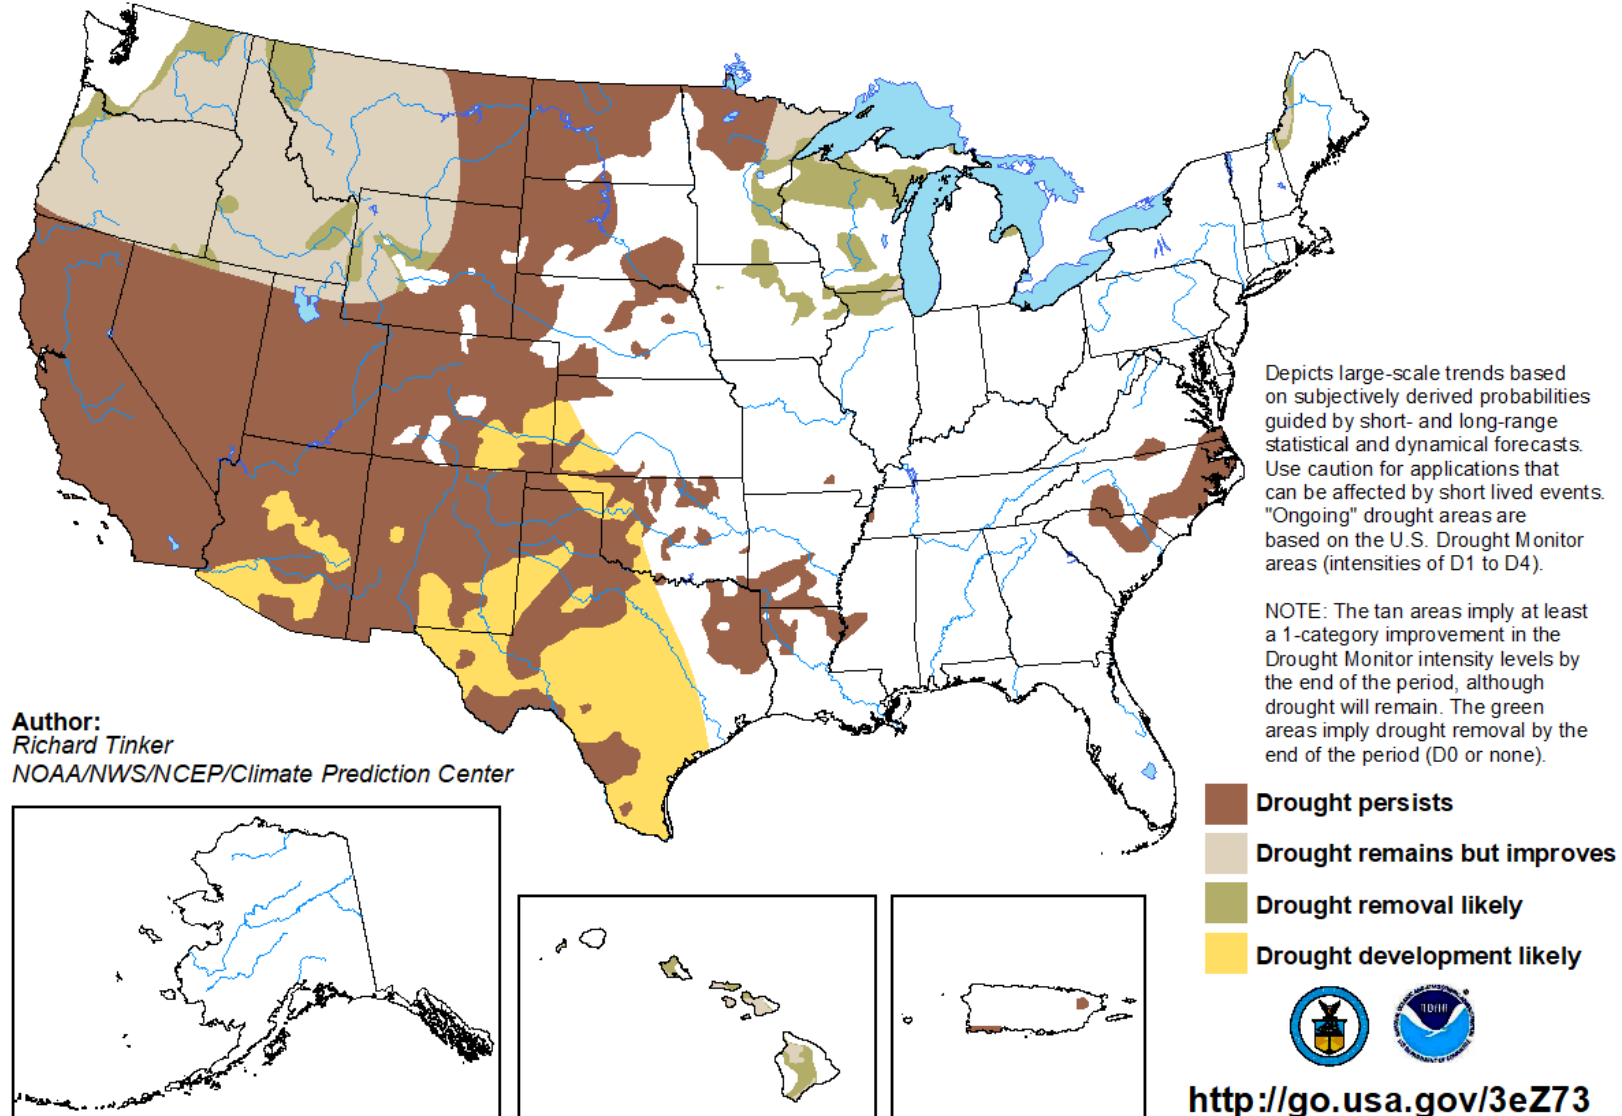 Depicts large-scale trends based
on subjectively derived probabilities
guided by short- and long-range
statistical and dynamical forecasts.
Use caution for applications that
can be affected by short lived events.
"Ongoing" drought areas are
based on the U.S. Drought Monitor
areas (intensities of D1 to D4).
NOTE: The tan areas imply at least
a 1-category improvement in the
Drought Monitor intensity levels by
the end of the period, although
drought will remain. The green
areas imply drought removal by the
end of the period (D0 or none).
Author:
Richard Tinker
NOAA/NWS/NCEP/Climate Prediction Center
Drought persists
Drought remains but improves
Drought removal likely
Drought development likely
NOAA
http://go.usa.gov/3eZ73